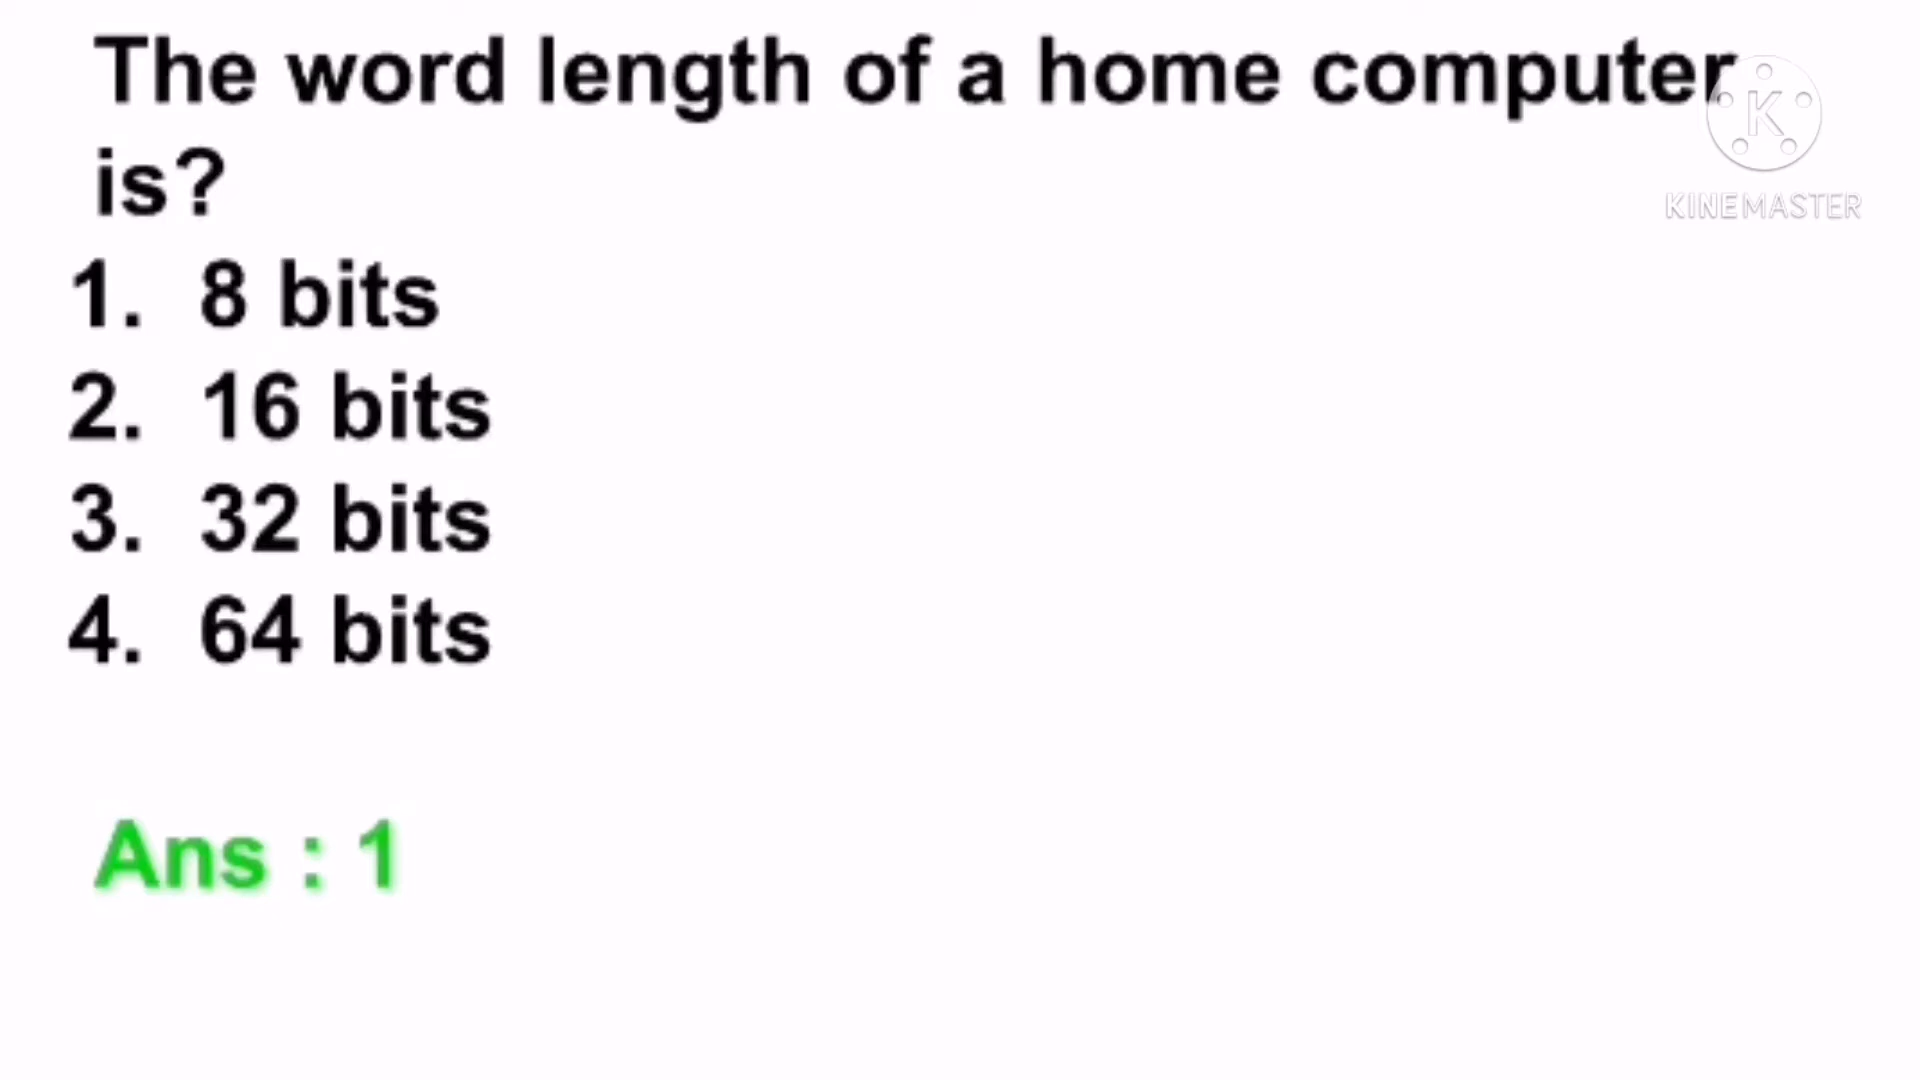 The word length of a home computer
is?
1. 8 bits
2. 16 bits
3. 32 bits
4. 64 bits
Ans : 1
K
KINEMASTER